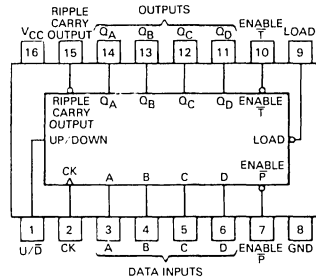 RIPPLE CARRY OUTPUT
OUTPUTS
VCC QA QB QC QD ENABLE T̅ LOAD
16 15 14 13 12 11 10 9
RIPPLE CARRY OUTPUT QA QB QC QD ENABLE T̅
UP/DOWN LOAD
CK A B C D ENABLE P̅
1 2 3 4 5 6 7 8
U/D̅ CK A B C D ENABLE P̅ GND
DATA INPUTS